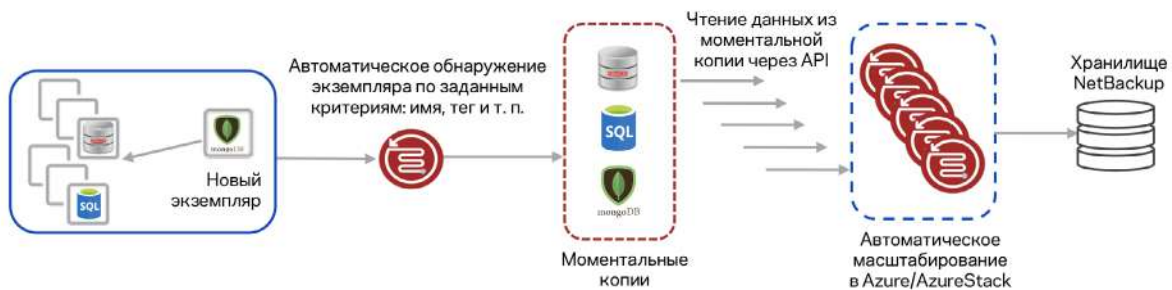 mongoDB
SQL
Новый
экземпляр
Автоматическое обнаружение
экземпляра по заданным
критериям: имя, тег и т. п.
SQL
mongoDB
Моментальные
копии
Чтение данных из
моментальной
копии через API
Автоматическое
масштабирование
в Azure/AzureStack
Хранилище
NetBackup